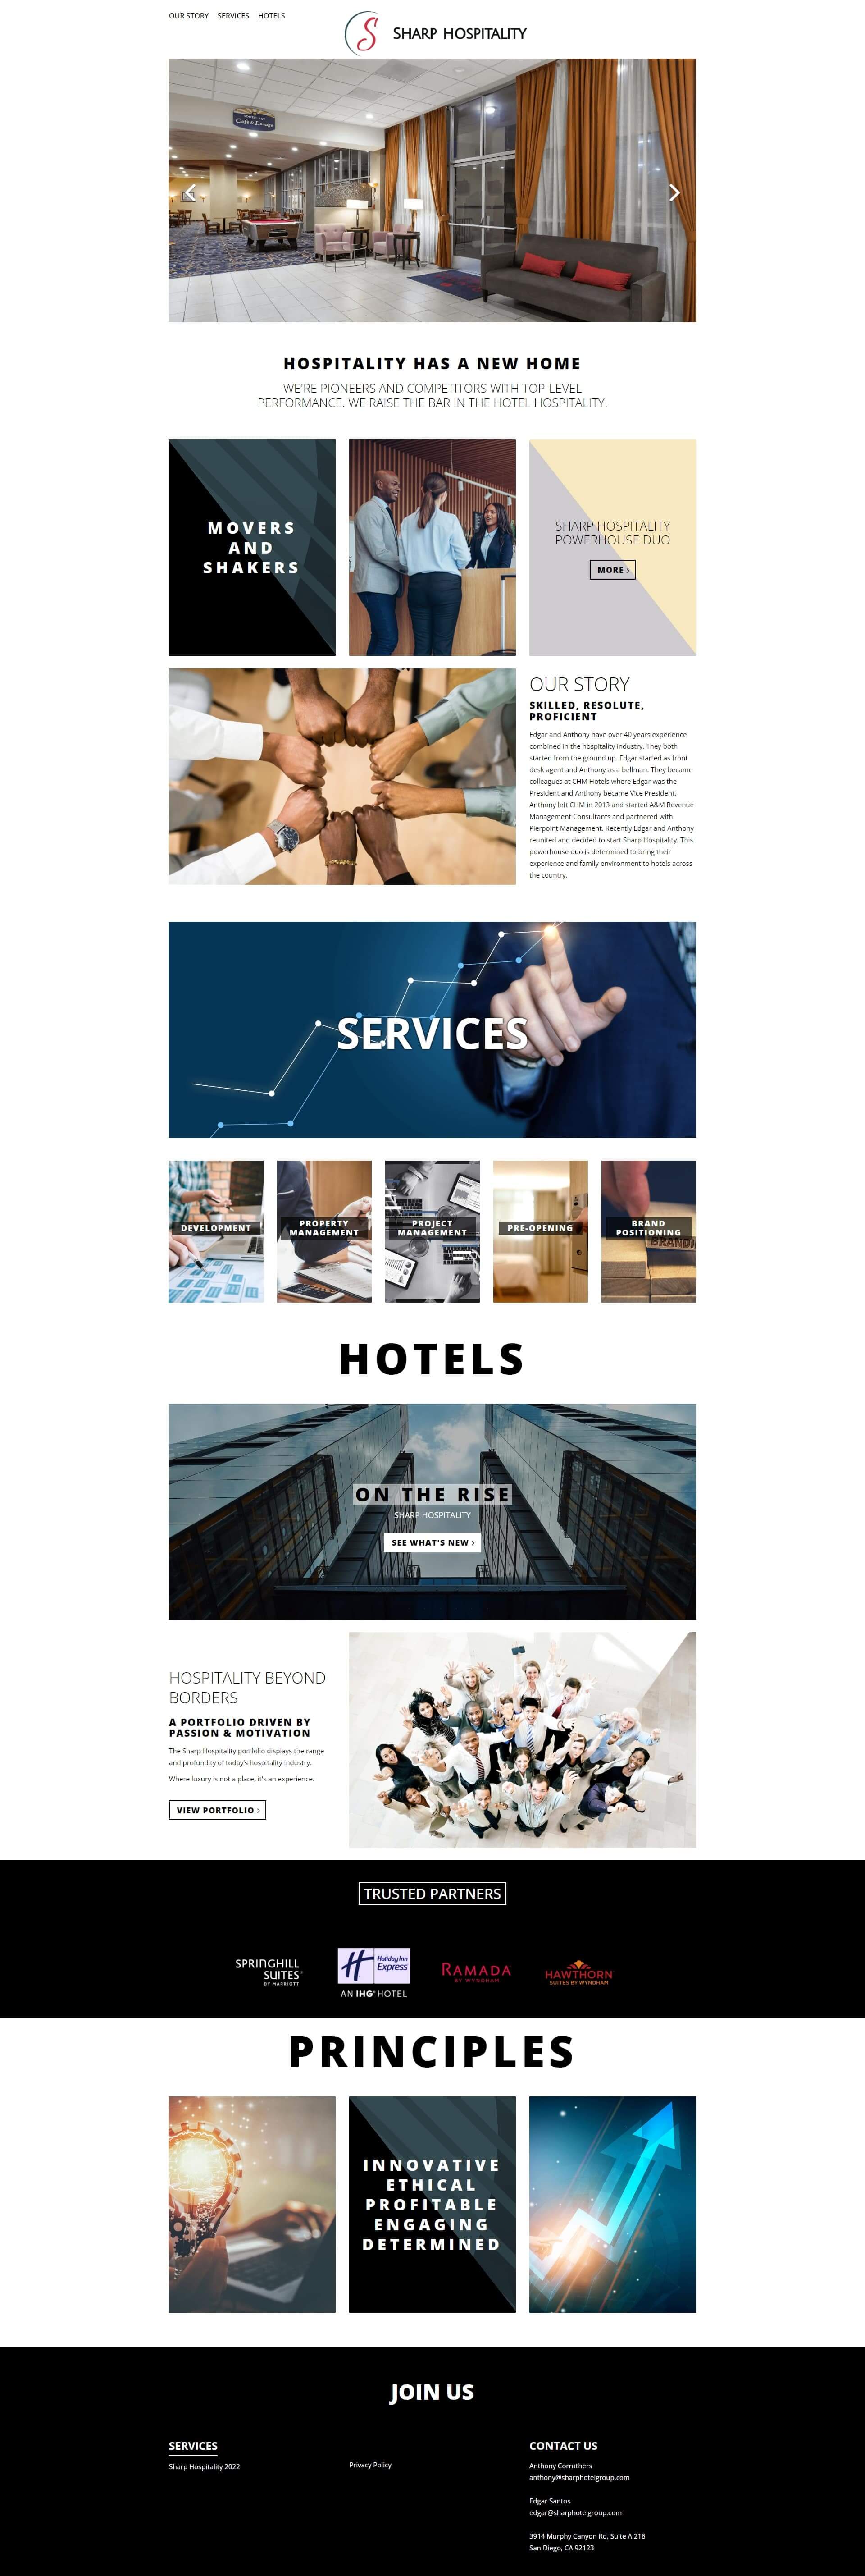 OUR STORY SERVICES HOTELS
SHARP HOSPITALITY
Cafe & Lounge
HOSPITALITY HAS A NEW HOME
WE'RE PIONEERS AND COMPETITORS WITH TOP-LEVEL
PERFORMANCE. WE RAISE THE BAR IN THE HOTEL HOSPITALITY.
MOVERS
AND
SHAKERS
SHARP HOSPITALITY
POWERHOUSE DUO
MORE
OUR STORY
SKILLED, RESOLUTE,
PROFICIENT
Edgar and Anthony have over 40 years experience
combined in the hospitality industry. They both
started from the ground up. Edgar started as front
desk agent and Anthony as a bellman. They became
colleagues at CHM Hotels where Edgar was the
President and Anthony became Vice President.
Anthony left CHM in 2013 and started A&M Revenue
Management Consultants and partnered with
Pierpoint Management. Recently Edgar and Anthony
reunited and decided to start Sharp Hospitality. This
powerhouse duo is determined to bring their
experience and family environment to hotels across
the country.
SERVICES
DEVELOPMENT
PROPERTY
MANAGEMENT
PROJECT
MANAGEMENT
PRE-OPENING
BRAND
POSITIONING
BRANDI
HOTELS
ON THE RISE
SHARP HOSPITALITY
SEE WHAT'S NEW
HOSPITALITY BEYOND
BORDERS
A PORTFOLIO DRIVEN BY
PASSION & MOTIVATION
The Sharp Hospitality portfolio displays the range
and profundity of today's hospitality industry.
Where luxury is not a place, it's an experience.
VIEW PORTFOLIO
TRUSTED PARTNERS
SPRINGHILL
SUITES
BY MARRIOTT
H Holiday Inn
Express
AN IHG® HOTEL
RAMADA
BY WYNDHAM
HAWTHORN
SUITES BY WYNDHAM
PRINCIPLES
INNOVATIVE
ETHICAL
PROFITABLE
ENGAGING
DETERMINED
JOIN US
SERVICES
Sharp Hospitality 2022
Privacy Policy
CONTACT US
Anthony Corruthers
anthony@sharphotelgroup.com
Edgar Santos
edgar@sharphotelgroup.com
3914 Murphy Canyon Rd, Suite A 218
San Diego, CA 92123